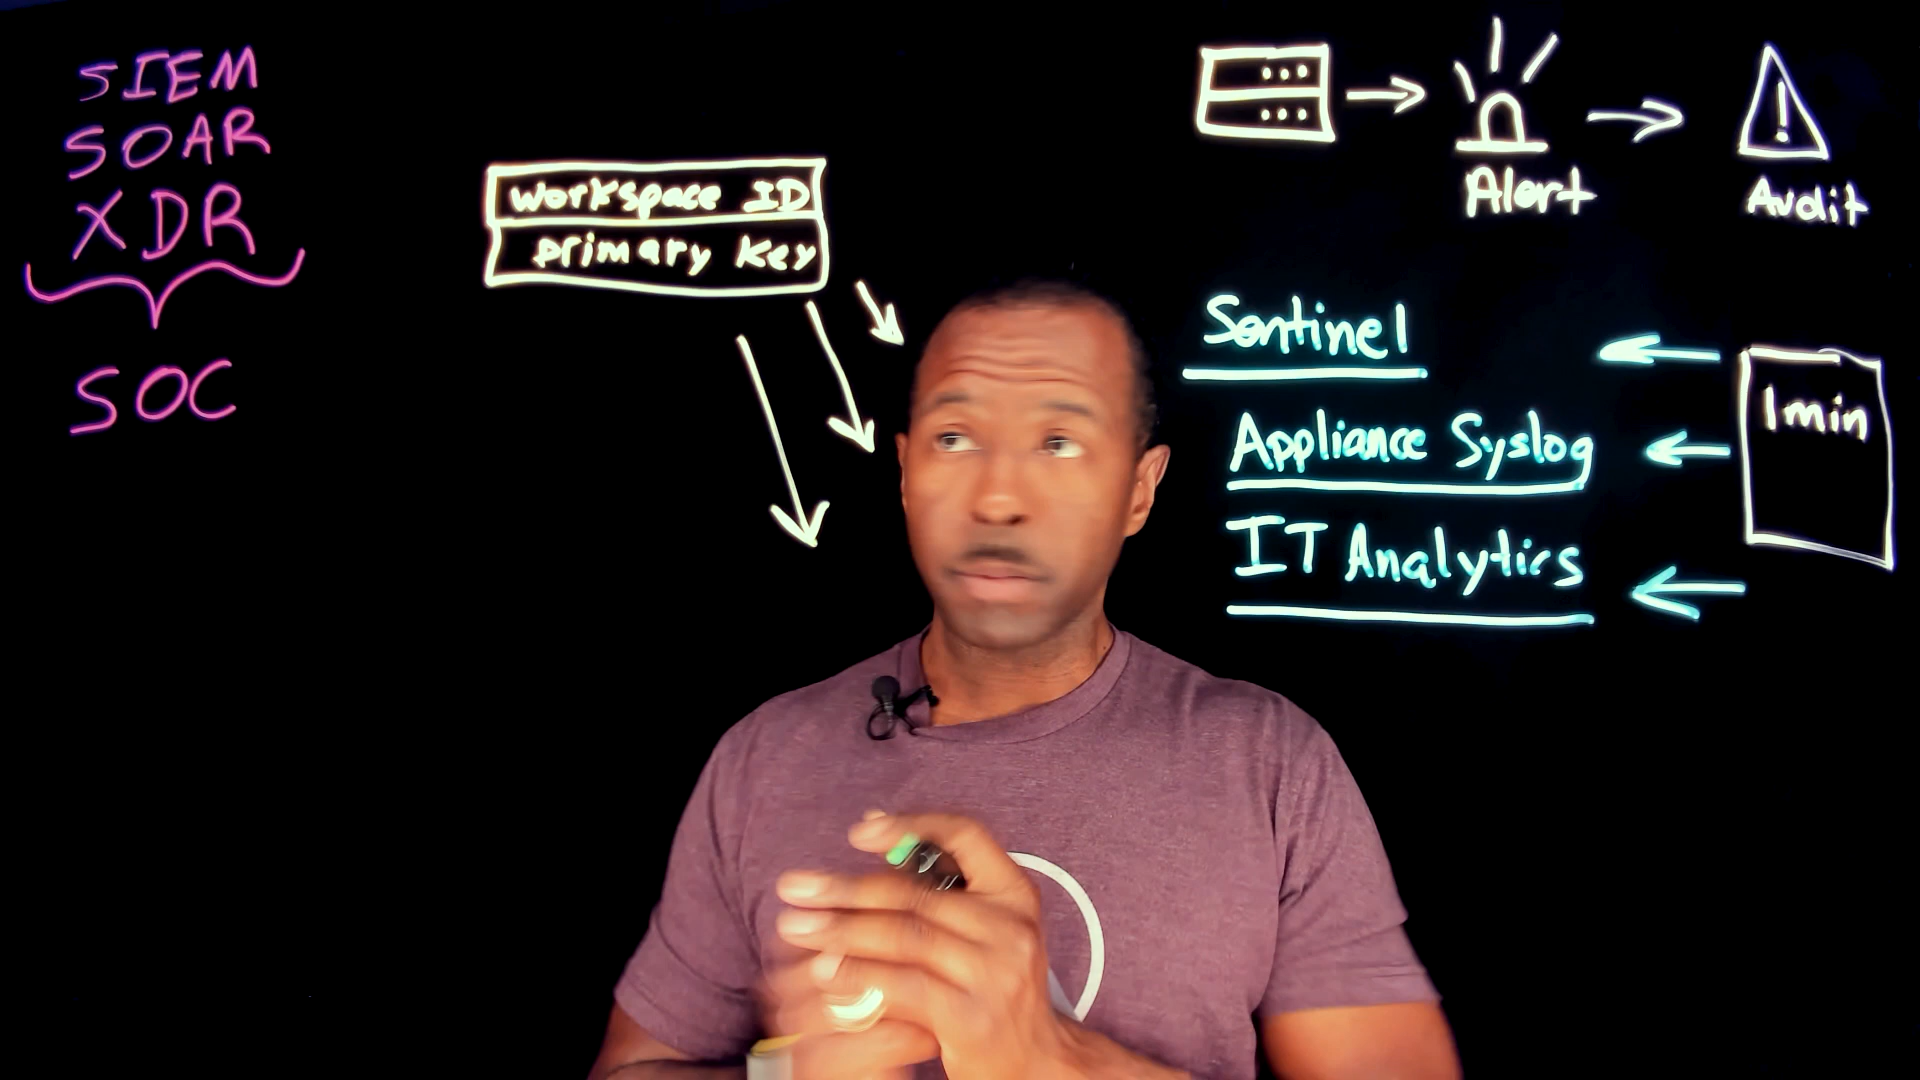 SIEM
SOAR
XDR
SOC
Workspace ID
primary Key
Alert
Audit
Sentinel
Appliance Syslog
IT Analytics
1min